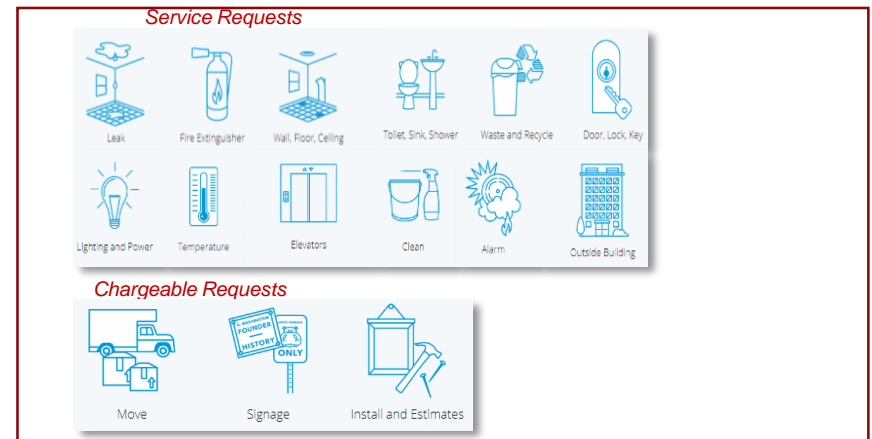 Service Requests
Leak
Fire Extinguisher
Wall, Floor, Ceiling
Toilet, Sink, Shower
Waste and Recycle
Door, Lock, Key
Lighting and Power
Temperature
Elevators
Clean
Alarm
Outside Building
Chargeable Requests
WASHINGTON
FOUNDER
HISTORY
ONLY
Move
Signage
Install and Estimates